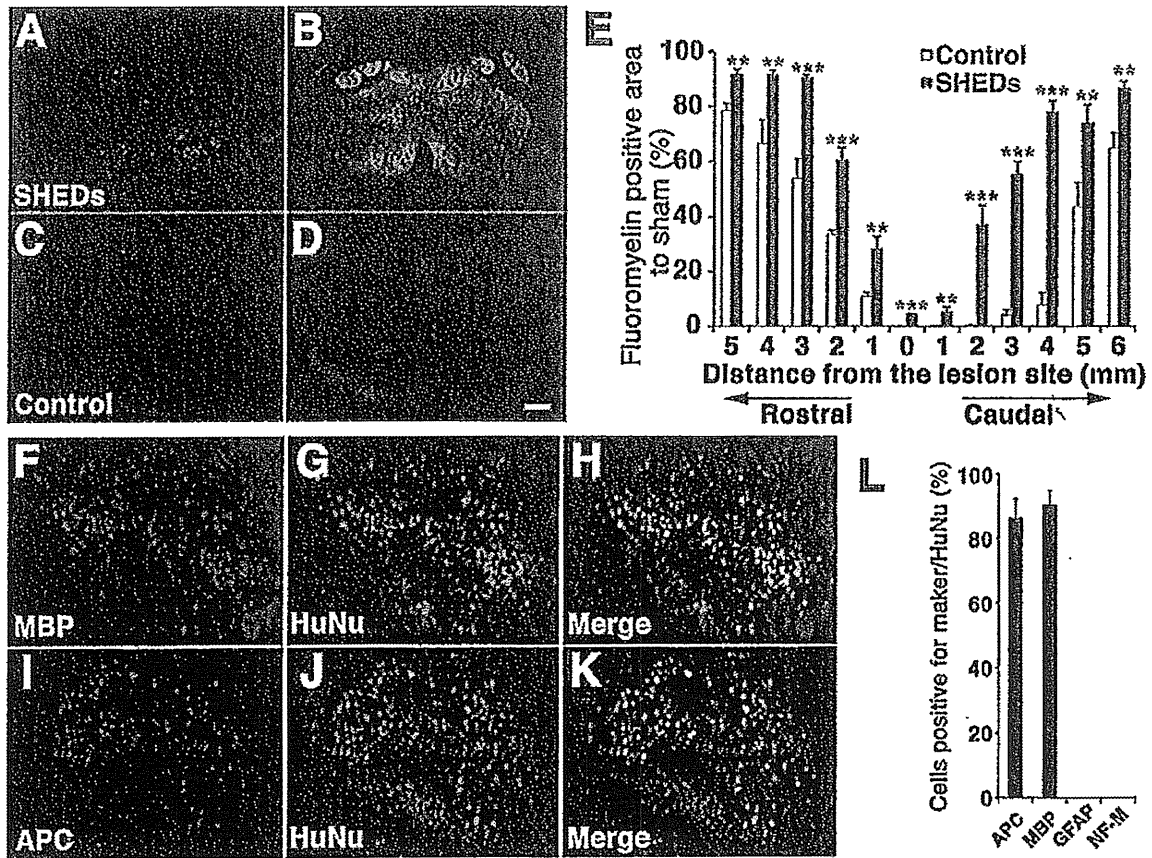 A
B
SHEDs
C
D
Control
E
Fluoromyelin positive area
to sham (%)
100
80
60
40
20
0
Control
SHEDs
** ** *** *** ** *** ** *** *** *** ** **
5 4 3 2 1 0 1 2 3 4 5 6
Distance from the lesion site (mm)
Rostral
Caudal
F
MBP
G
HuNu
H
Merge
I
APC
J
HuNu
K
Merge
L
Cells positive for maker/HuNu (%)
100
80
60
40
20
0
APC
MBP
GFAP
NF-M